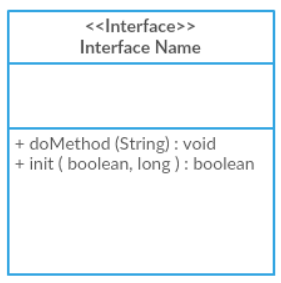 <<Interface>>
Interface Name
+ doMethod (String) : void
+ init ( boolean, long ) : boolean